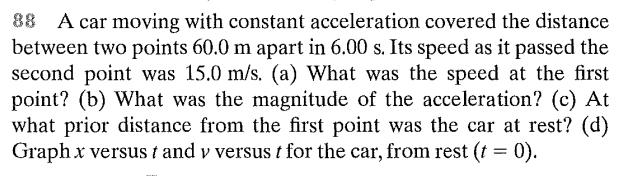 88 A car moving with constant acceleration covered the distance
between two points 60.0 m apart in 6.00 s. Its speed as it passed the
second point was 15.0 m/s. (a) What was the speed at the first
point? (b) What was the magnitude of the acceleration? (c) At
what prior distance from the first point was the car at rest? (d)
Graph x versus t and v versus t for the car, from rest (t = 0).